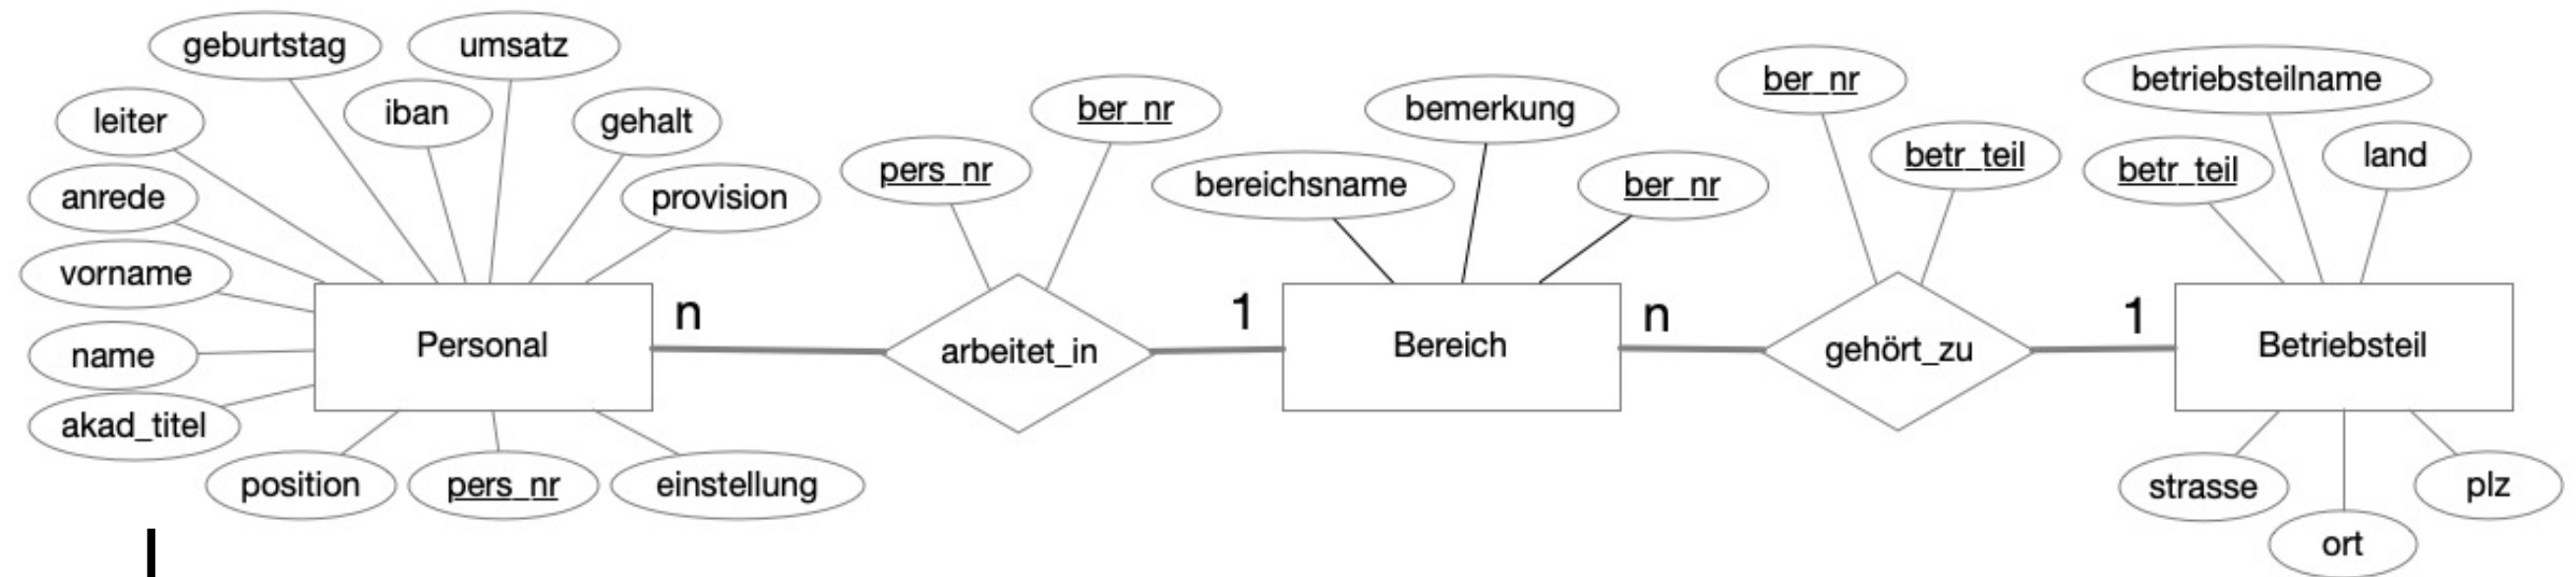 geburtstag
umsatz
leiter
iban
gehalt
anrede
provision
vorname
name
akad_titel
position
pers_nr
einstellung
Personal
n
pers_nr
ber_nr
arbeitet_in
1
bereichsname
bemerkung
ber_nr
Bereich
n
ber_nr
betr_teil
gehört_zu
1
betriebsteilname
betr_teil
land
Betriebsteil
strasse
ort
plz